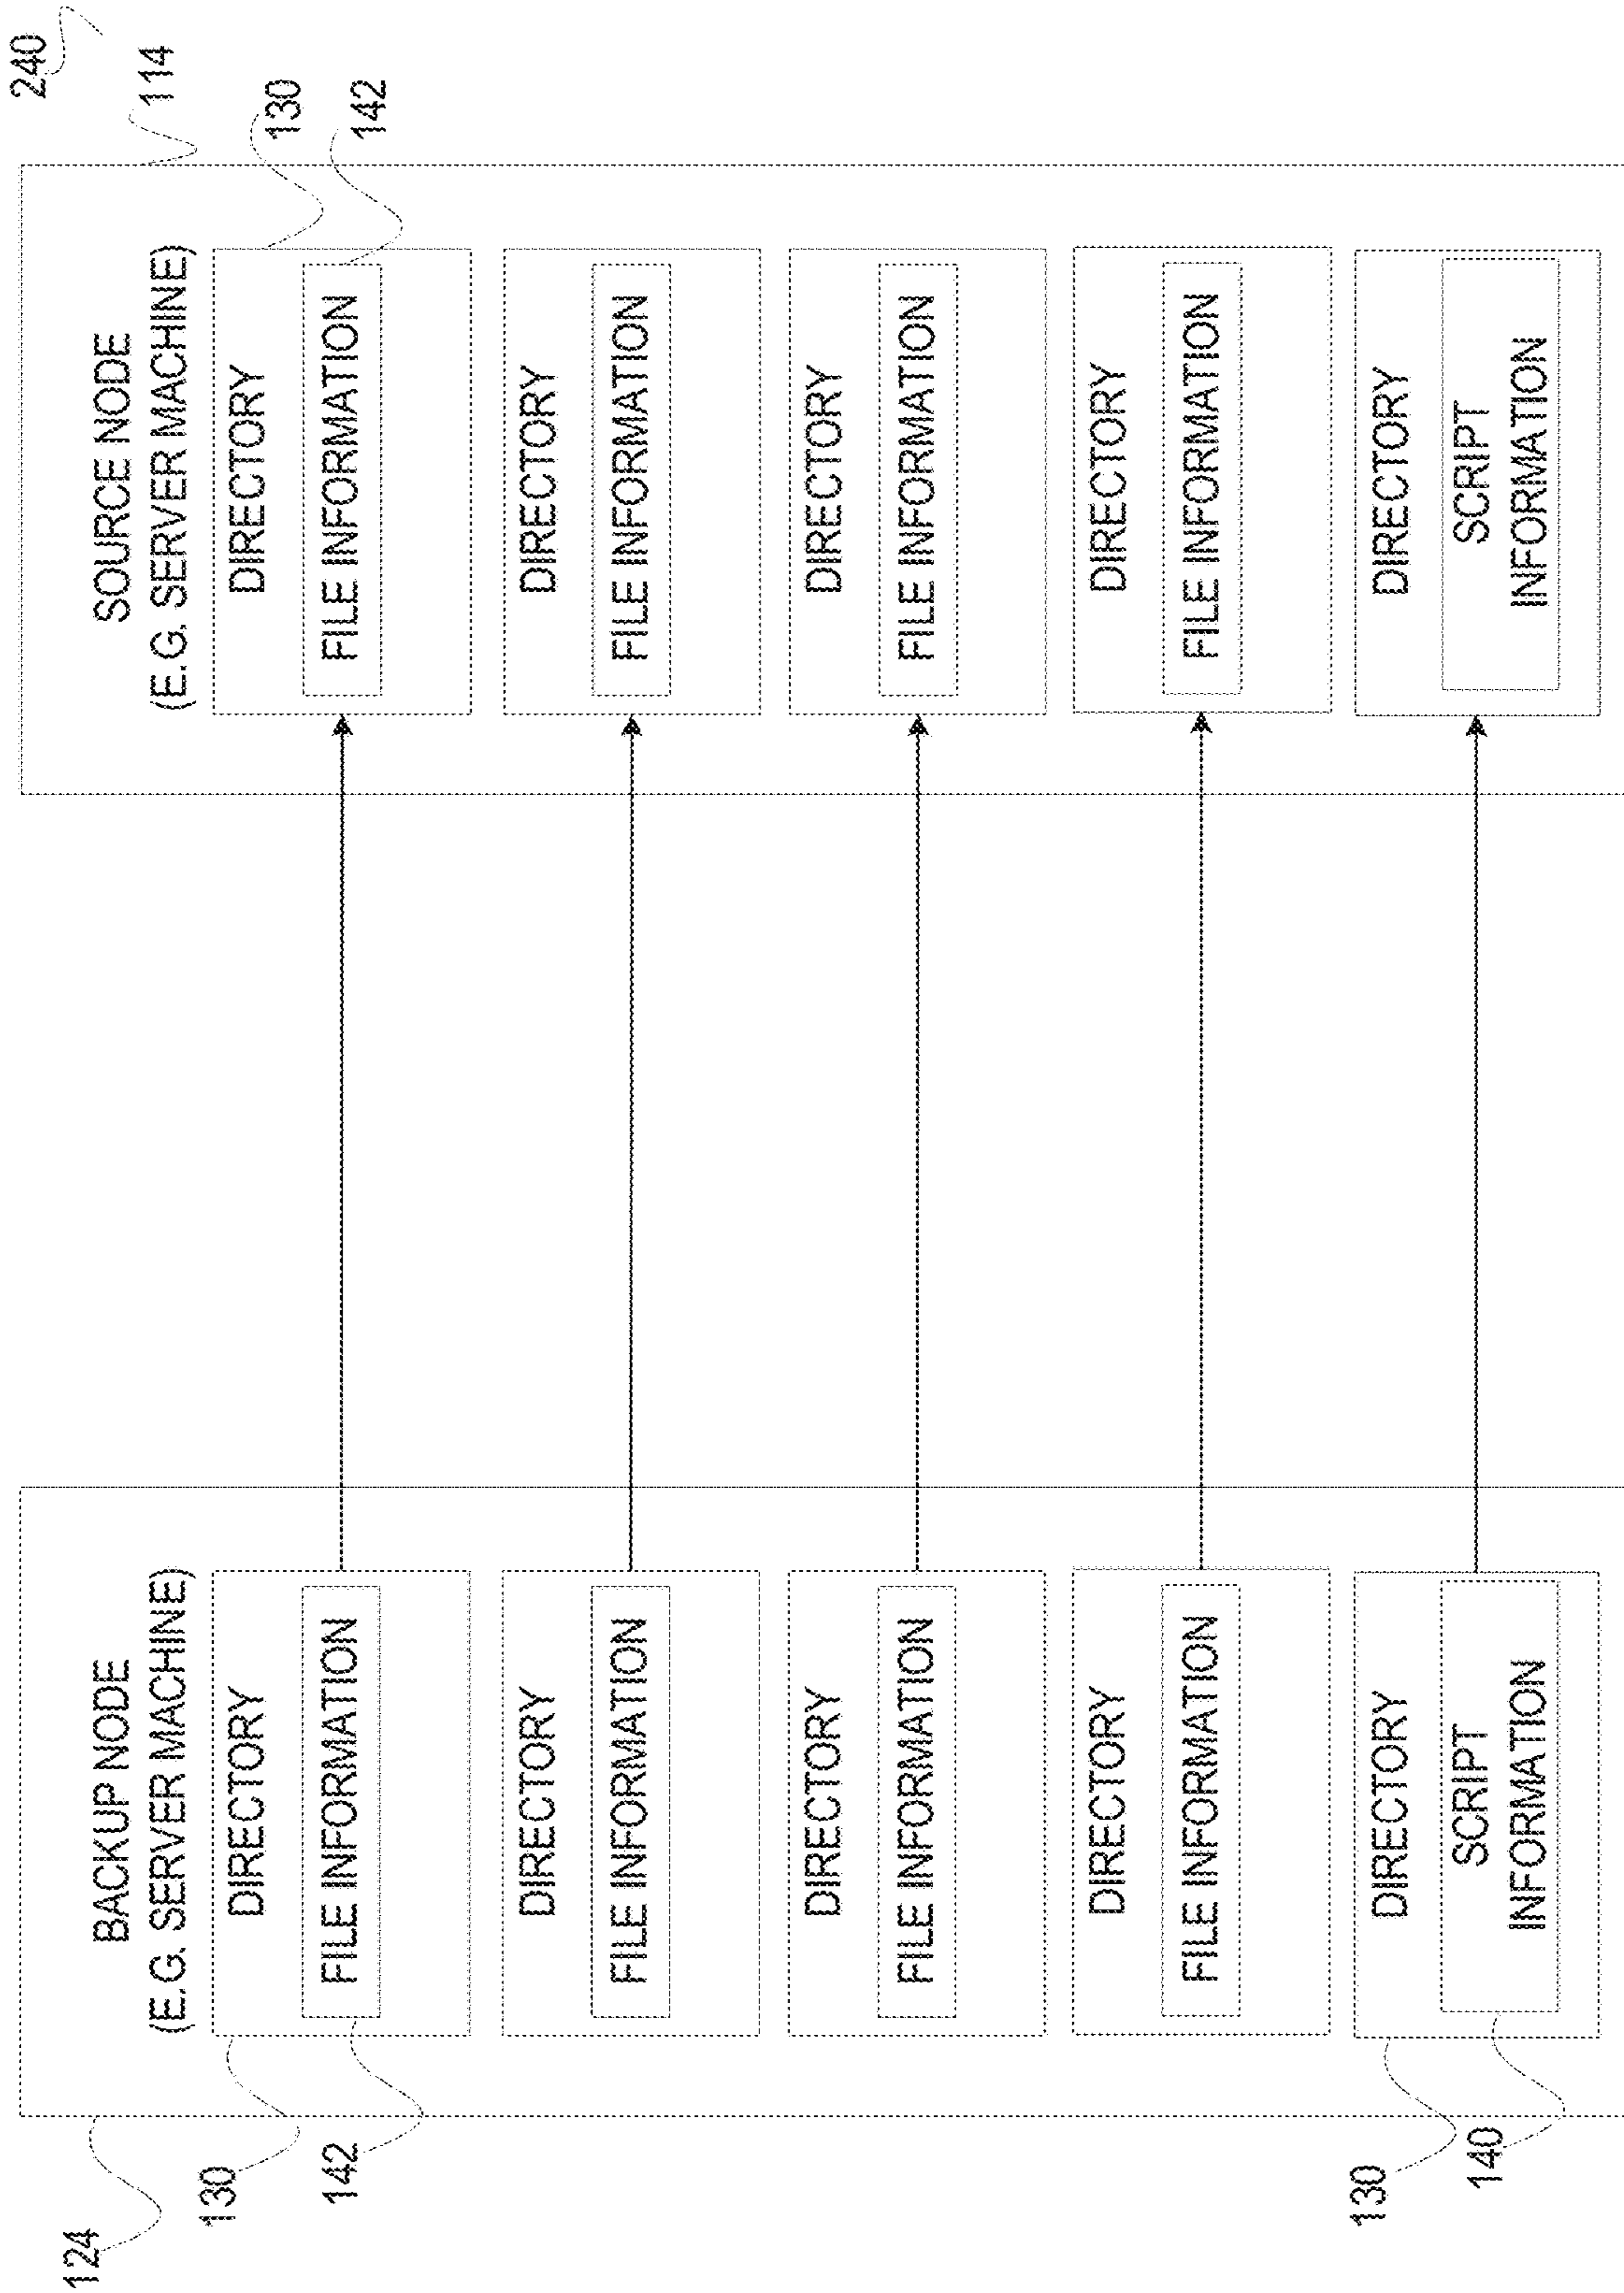 240
124
BACKUP NODE
(E.G. SERVER MACHINE)
130
DIRECTORY
142
FILE INFORMATION
DIRECTORY
FILE INFORMATION
DIRECTORY
FILE INFORMATION
DIRECTORY
FILE INFORMATION
130
DIRECTORY
140
SCRIPT
INFORMATION
114
SOURCE NODE
(E.G. SERVER MACHINE)
130
DIRECTORY
142
FILE INFORMATION
DIRECTORY
FILE INFORMATION
DIRECTORY
FILE INFORMATION
DIRECTORY
FILE INFORMATION
DIRECTORY
SCRIPT
INFORMATION